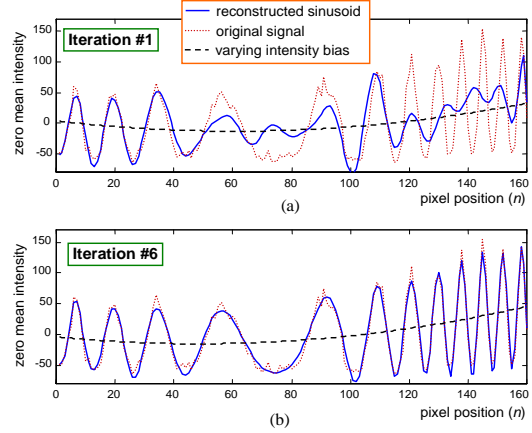 reconstructed sinusoid
original signal
varying intensity bias
Iteration #1
zero mean intensity
150
100
50
0
-50
0 20 40 60 80 100 120 140 160
pixel position (n)
(a)
Iteration #6
zero mean intensity
150
100
50
0
-50
0 20 40 60 80 100 120 140 160
pixel position (n)
(b)